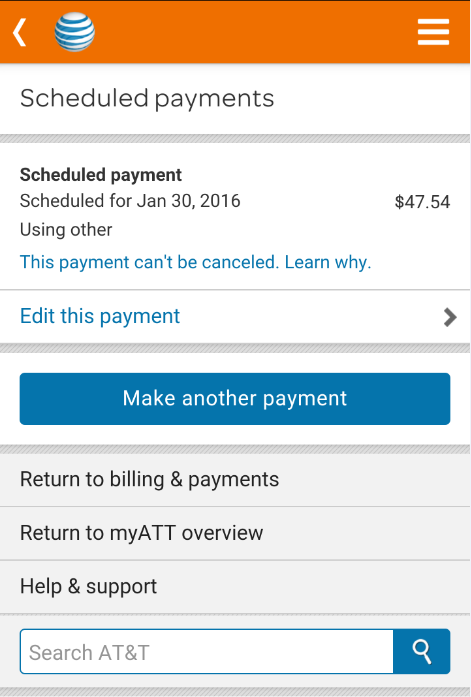 Scheduled payments
Scheduled payment
Scheduled for Jan 30, 2016 $47.54
Using other
This payment can't be canceled. Learn why.
Edit this payment
Make another payment
Return to billing & payments
Return to myATT overview
Help & support
Search AT&T